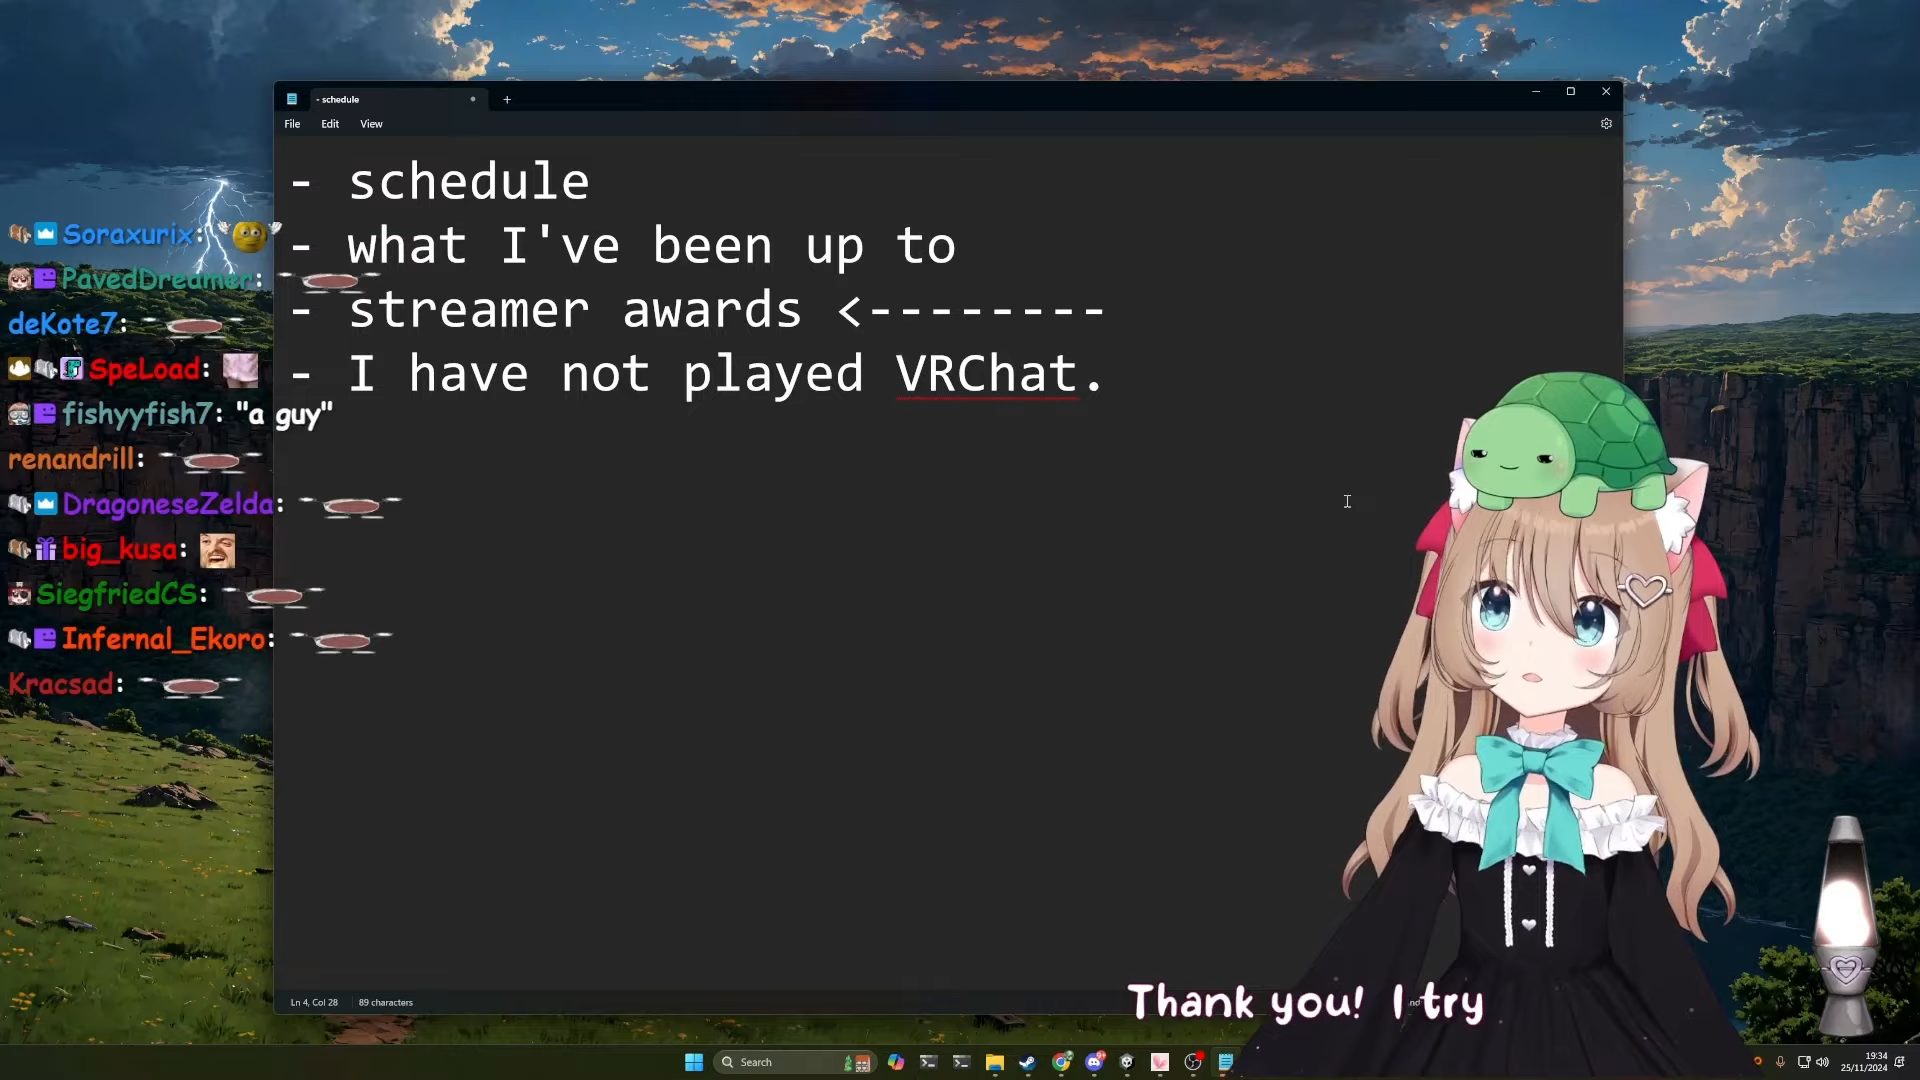 - schedule
File Edit View
- schedule
- what I've been up to
- streamer awards <--------
- I have not played VRChat.
Soraxurix:
PavedDreamer:
deKote7:
SpeLoad:
fishyyfish7: "a guy"
renandrill:
DragoneseZelda:
big_kusa:
SiegfriedCS:
Infernal_Ekoro:
Kracsad:
Ln 4, Col 28 89 characters
Thank you! I try
Search
19:34
25/11/2024